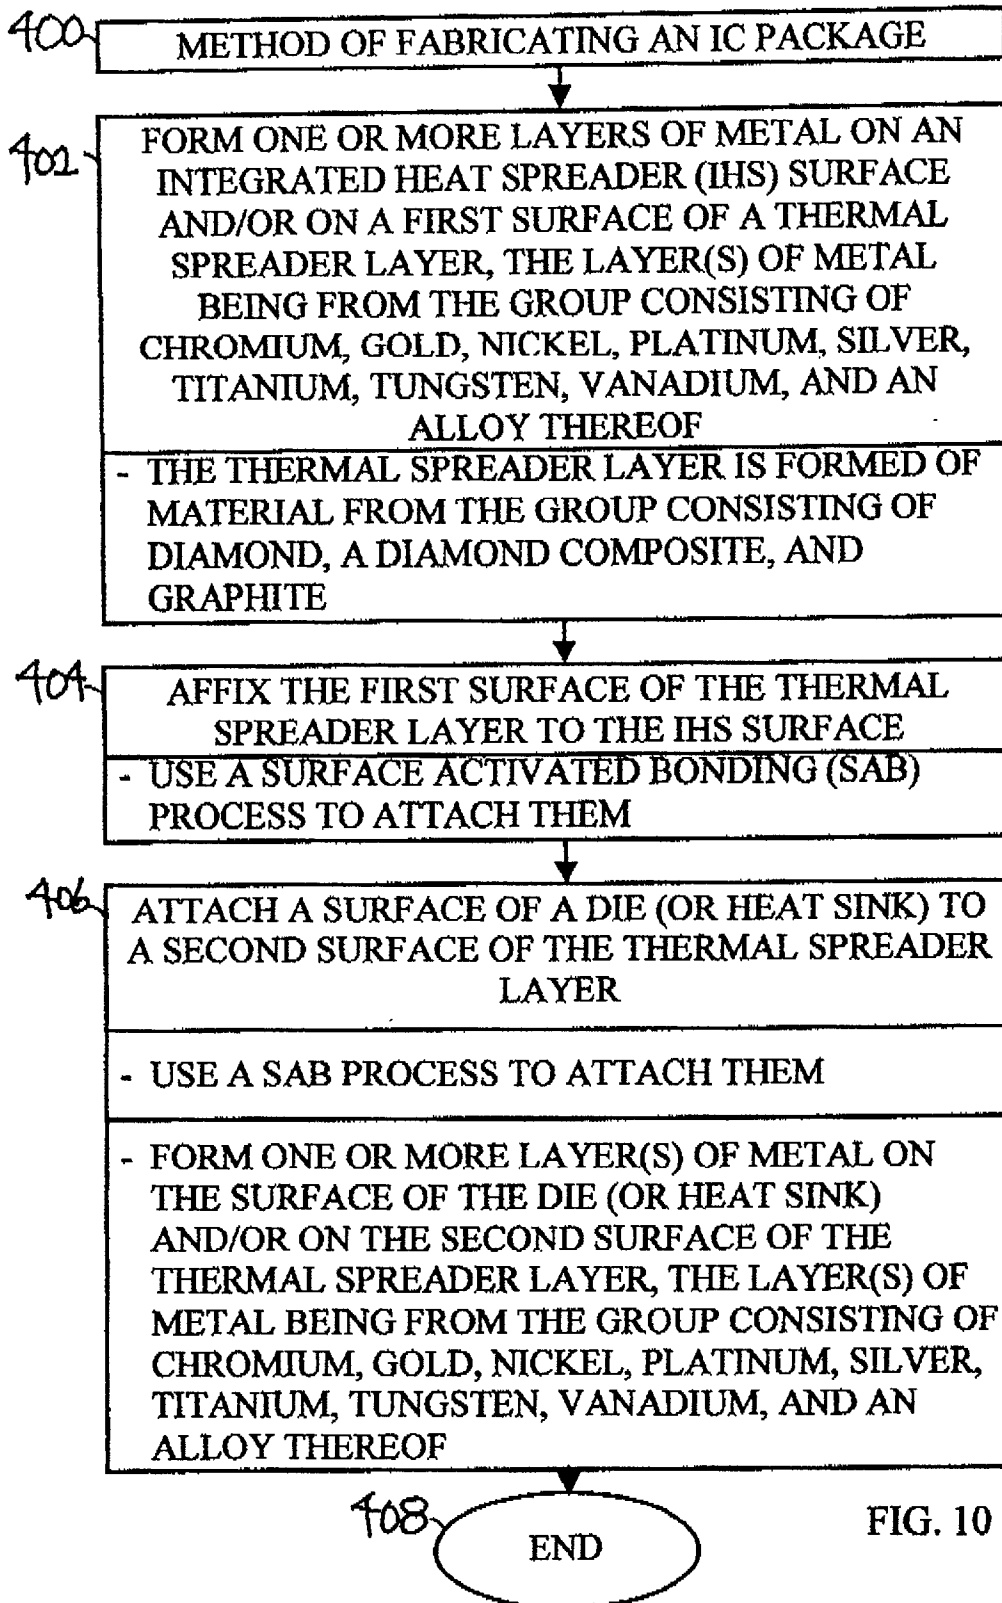 400 METHOD OF FABRICATING AN IC PACKAGE
402 FORM ONE OR MORE LAYERS OF METAL ON AN
INTEGRATED HEAT SPREADER (IHS) SURFACE
AND/OR ON A FIRST SURFACE OF A THERMAL
SPREADER LAYER, THE LAYER(S) OF METAL
BEING FROM THE GROUP CONSISTING OF
CHROMIUM, GOLD, NICKEL, PLATINUM, SILVER,
TITANIUM, TUNGSTEN, VANADIUM, AND AN
ALLOY THEREOF
- THE THERMAL SPREADER LAYER IS FORMED OF
MATERIAL FROM THE GROUP CONSISTING OF
DIAMOND, A DIAMOND COMPOSITE, AND
GRAPHITE
404 AFFIX THE FIRST SURFACE OF THE THERMAL
SPREADER LAYER TO THE IHS SURFACE
- USE A SURFACE ACTIVATED BONDING (SAB)
PROCESS TO ATTACH THEM
406 ATTACH A SURFACE OF A DIE (OR HEAT SINK) TO
A SECOND SURFACE OF THE THERMAL SPREADER
LAYER
- USE A SAB PROCESS TO ATTACH THEM
- FORM ONE OR MORE LAYER(S) OF METAL ON
THE SURFACE OF THE DIE (OR HEAT SINK)
AND/OR ON THE SECOND SURFACE OF THE
THERMAL SPREADER LAYER, THE LAYER(S) OF
METAL BEING FROM THE GROUP CONSISTING OF
CHROMIUM, GOLD, NICKEL, PLATINUM, SILVER,
TITANIUM, TUNGSTEN, VANADIUM, AND AN
ALLOY THEREOF
408 END
FIG. 10